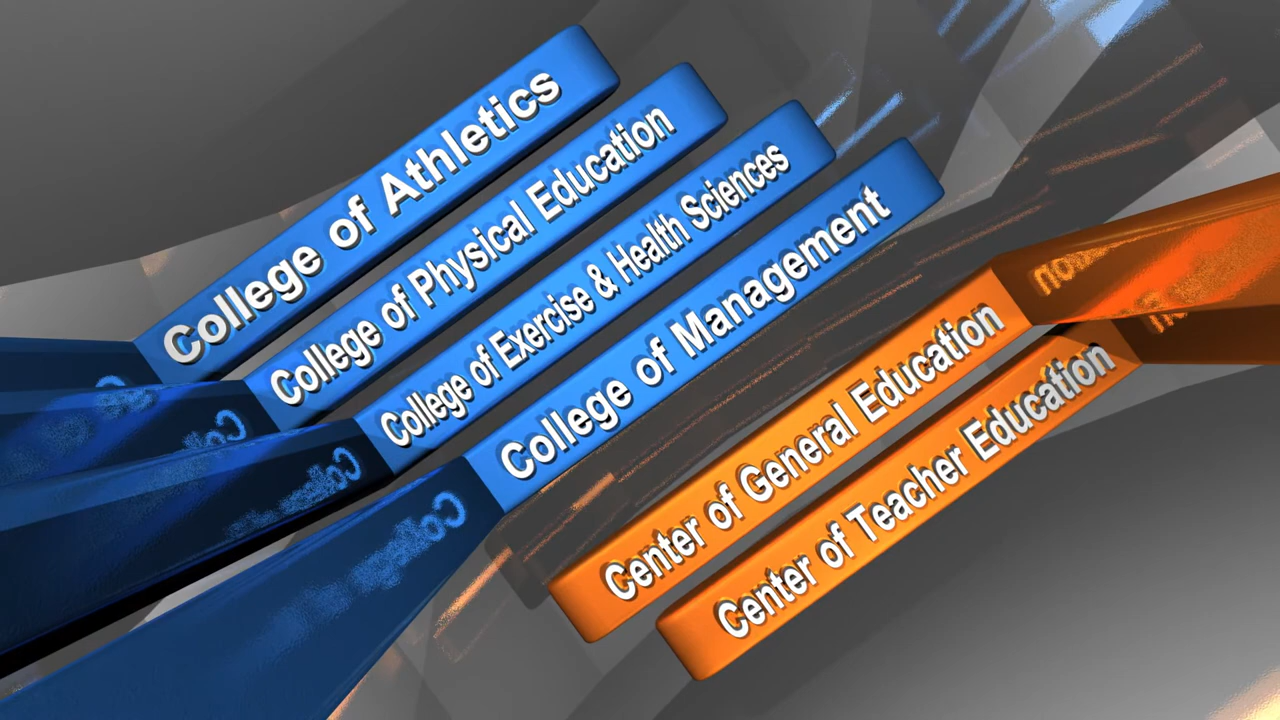 College of Athletics
College of Physical Education
College of Exercise & Health Sciences
College of Management
Center of General Education
Center of Teacher Education